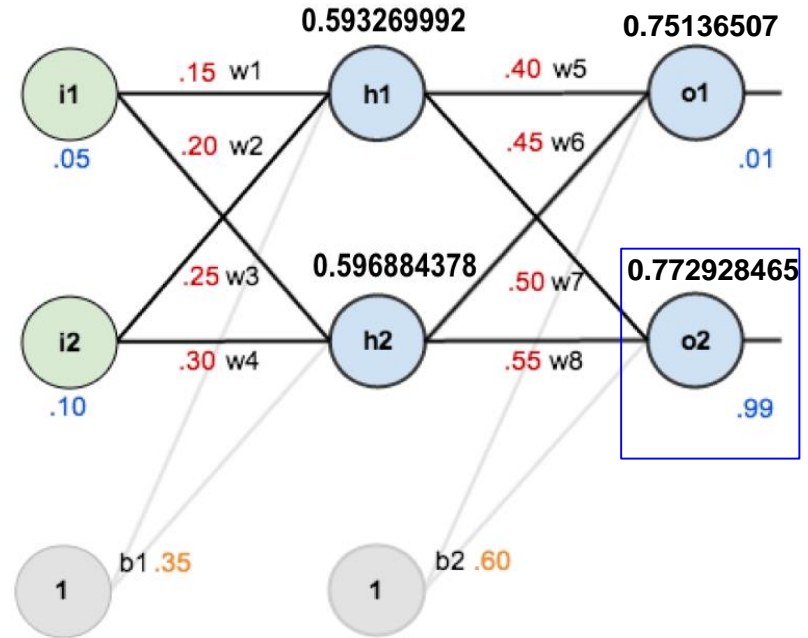 0.593269992
0.75136507
i1
.15 w1
h1
.40 w5
o1
.05
.20 w2
.45 w6
.01
.25 w3
0.596884378
.50 w7
0.772928465
i2
.30 w4
h2
.55 w8
o2
.10
.99
1
b1 .35
1
b2 .60